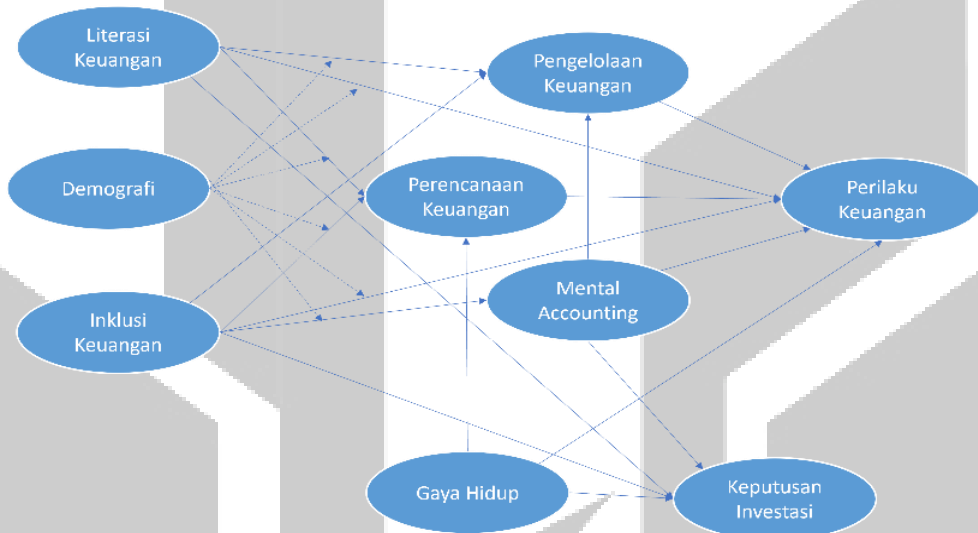 Literasi
Keuangan
Pengelolaan
Keuangan
Demografi
Perencanaan
Keuangan
Perilaku
Keuangan
Inklusi
Keuangan
Mental
Accounting
Gaya Hidup
Keputusan
Investasi